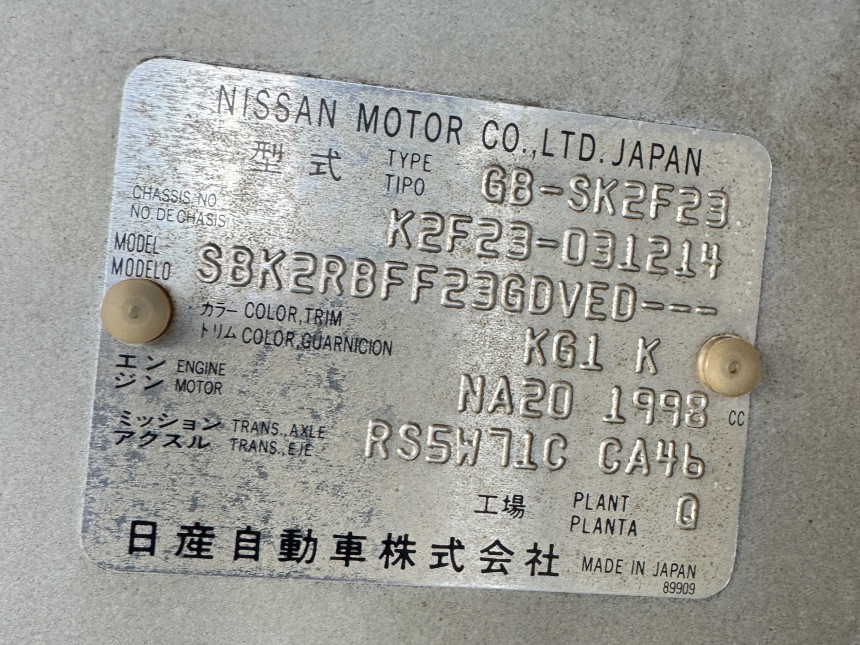 NISSAN MOTOR CO.,LTD. JAPAN
型式 TYPE TIPO GB-SK2F23
CHASSIS NO NO DE CHASIS K2F23-031214
MODEL MODELO SBK2RBFF23GDVED---
カラー COLOR,TRIM
トリム COLOR,GUARNICION KG1 K
エンジン ENGINE MOTOR NA20 1998 CC
ミッション TRANS.,AXLE
アクスル TRANS.,EJE RS5W71C CA46
工場 PLANT PLANTA Q
日産自動車株式会社 MADE IN JAPAN
89909